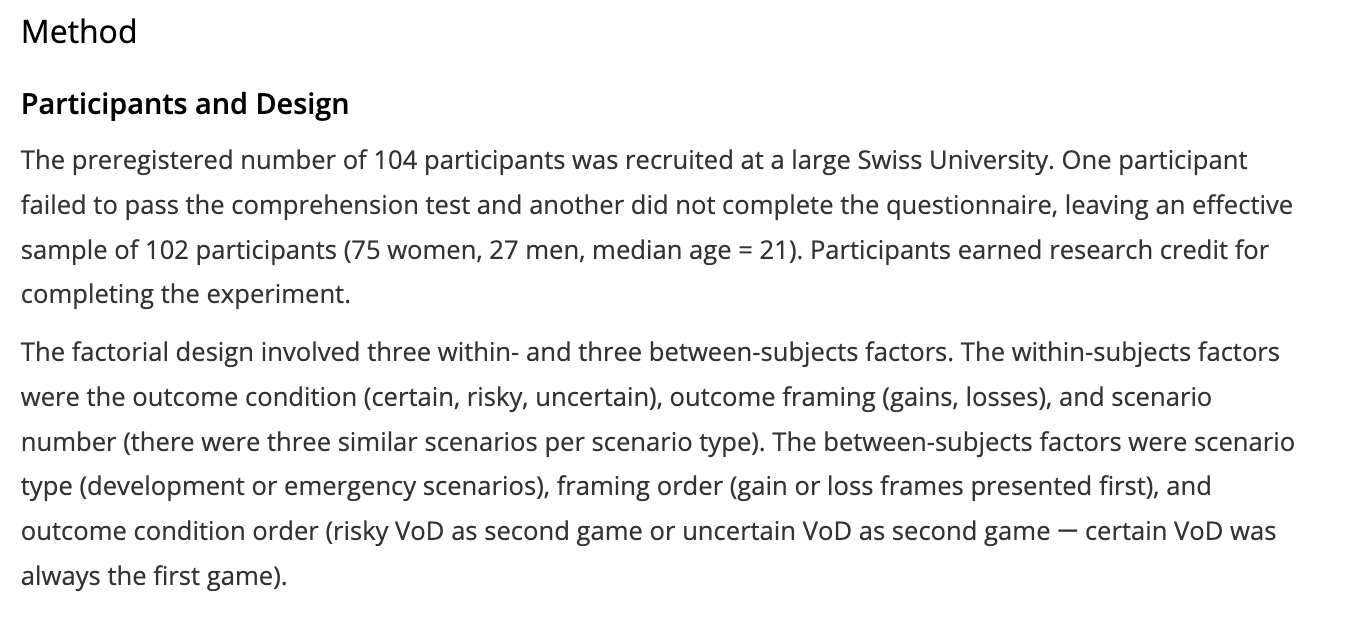 Method
Participants and Design
The preregistered number of 104 participants was recruited at a large Swiss University. One participant
failed to pass the comprehension test and another did not complete the questionnaire, leaving an effective
sample of 102 participants (75 women, 27 men, median age = 21). Participants earned research credit for
completing the experiment.
The factorial design involved three within- and three between-subjects factors. The within-subjects factors
were the outcome condition (certain, risky, uncertain), outcome framing (gains, losses), and scenario
number (there were three similar scenarios per scenario type). The between-subjects factors were scenario
type (development or emergency scenarios), framing order (gain or loss frames presented first), and
outcome condition order (risky VoD as second game or uncertain VoD as second game — certain VoD was
always the first game).